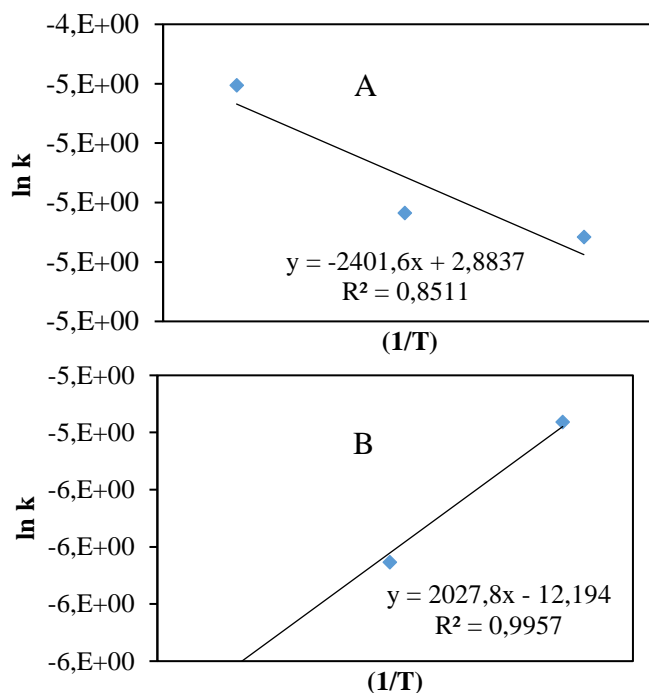 -4,E+00
-5,E+00
-5,E+00
-5,E+00
-5,E+00
-5,E+00
ln k
A
y = -2401,6x + 2,8837
R² = 0,8511
(1/T)
-5,E+00
-5,E+00
-6,E+00
-6,E+00
-6,E+00
-6,E+00
ln k
B
y = 2027,8x - 12,194
R² = 0,9957
(1/T)